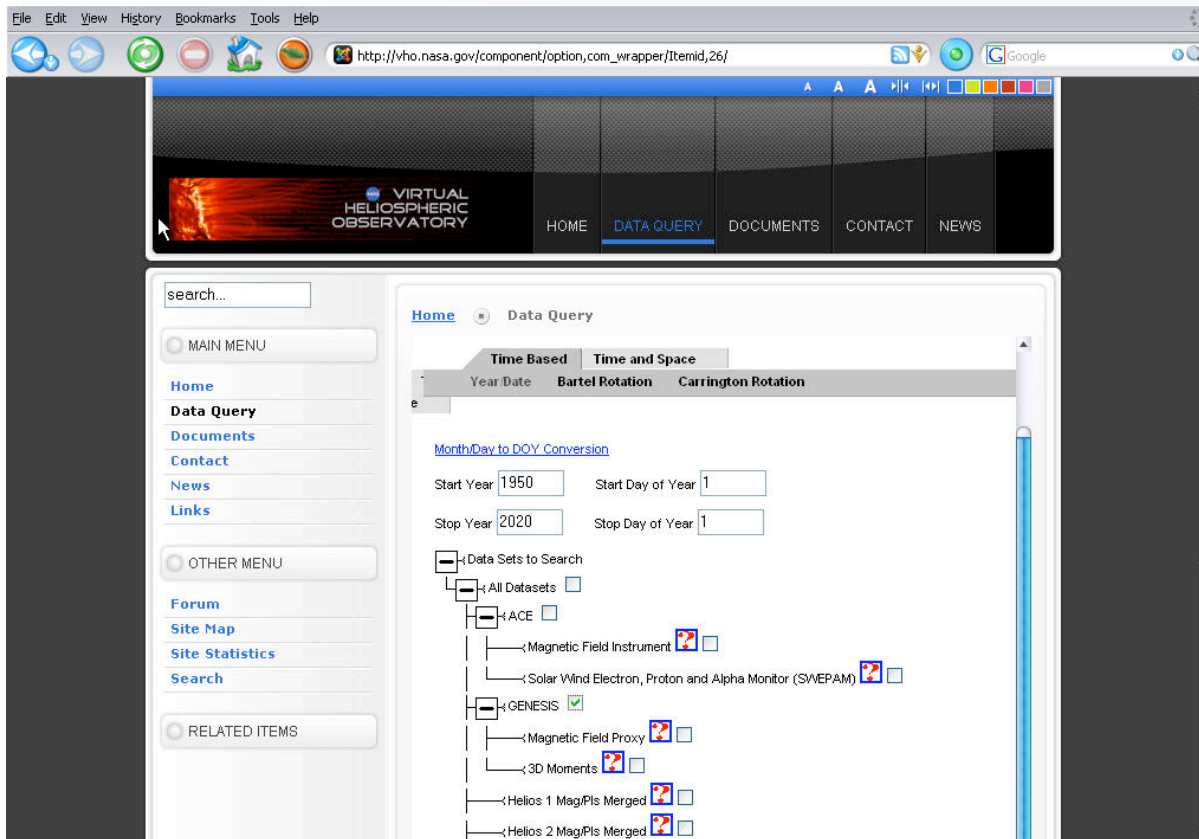 File Edit View History Bookmarks Tools Help
http://vho.nasa.gov/component/option,com_wrapper/Itemid,26/
G Google
A A A
VIRTUAL
HELIOSPHERIC
OBSERVATORY
HOME DATA QUERY DOCUMENTS CONTACT NEWS
search...
MAIN MENU
Home
Data Query
Documents
Contact
News
Links
OTHER MENU
Forum
Site Map
Site Statistics
Search
RELATED ITEMS
Home Data Query
Time Based Time and Space
Year/Date Bartel Rotation Carrington Rotation
e
Month/Day to DOY Conversion
Start Year 1950 Start Day of Year 1
Stop Year 2020 Stop Day of Year 1
Data Sets to Search
All Datasets
ACE
Magnetic Field Instrument ?
Solar Wind Electron, Proton and Alpha Monitor (SWEPAM) ?
GENESIS
Magnetic Field Proxy ?
3D Moments ?
Helios 1 Mag/Pls Merged ?
Helios 2 Mag/Pls Merged ?